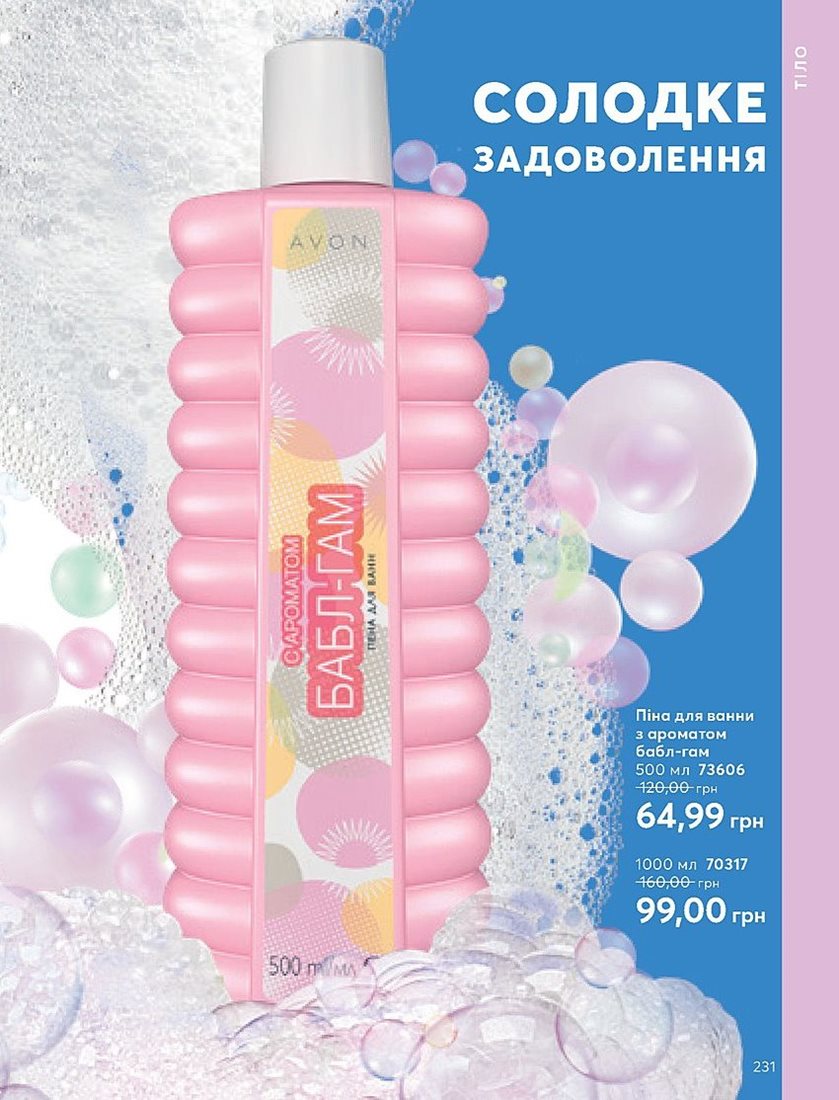 ТІЛО
СОЛОДКЕ
ЗАДОВОЛЕННЯ
AVON
С АРОМАТОМ
БАБЛ-ГАМ
ПЕНА ДЛЯ ВАНН
500 ml/мл
Піна для ванни
з ароматом
бабл-гам
500 мл 73606
120,00 грн
64,99 грн
1000 мл 70317
160,00 грн
99,00 грн
231